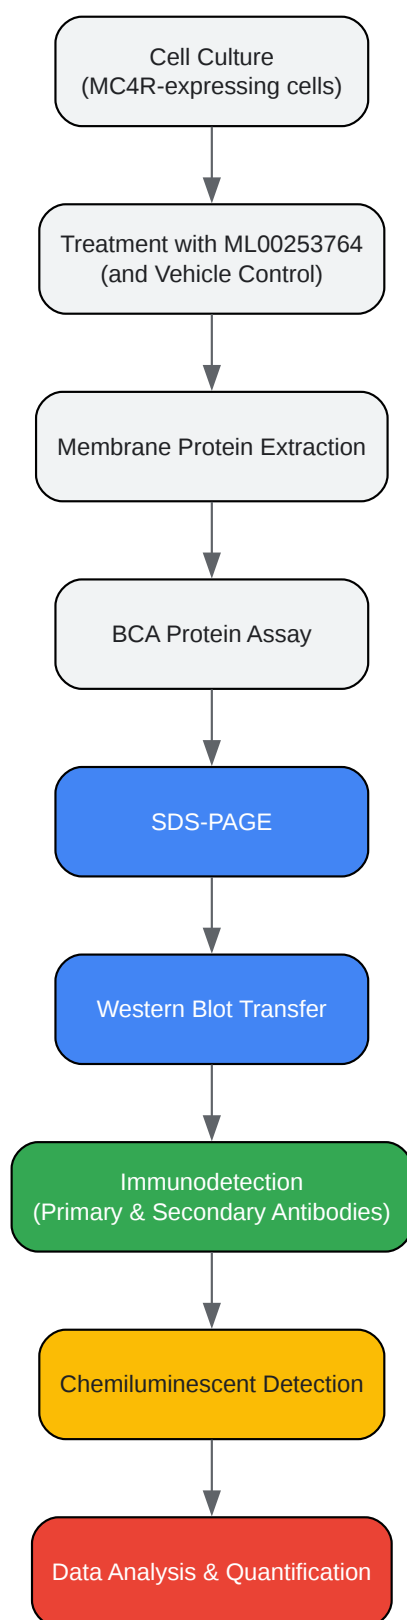 Cell Culture
(MC4R-expressing cells)
Treatment with ML00253764
(and Vehicle Control)
Membrane Protein Extraction
BCA Protein Assay
SDS-PAGE
Western Blot Transfer
Immunodetection
(Primary & Secondary Antibodies)
Chemiluminescent Detection
Data Analysis & Quantification